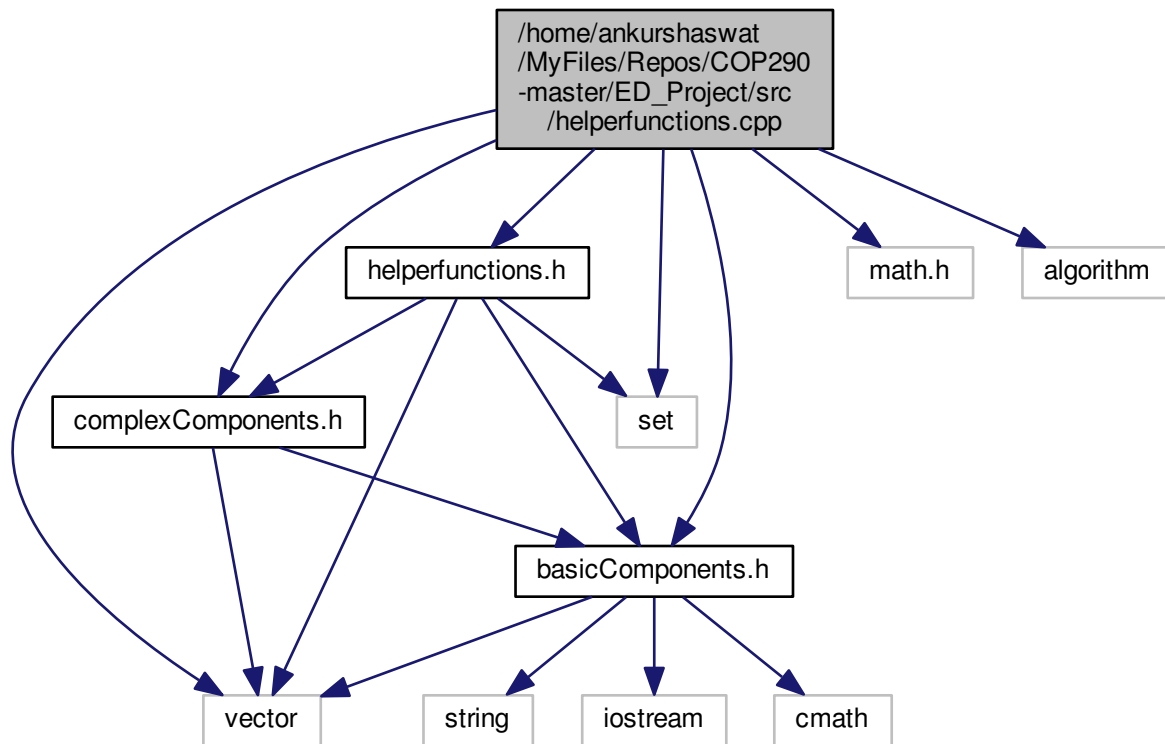 /home/ankurshaswat
/MyFiles/Repos/COP290
-master/ED_Project/src
/helperfunctions.cpp
helperfunctions.h
math.h
algorithm
complexComponents.h
set
basicComponents.h
vector
string
iostream
cmath